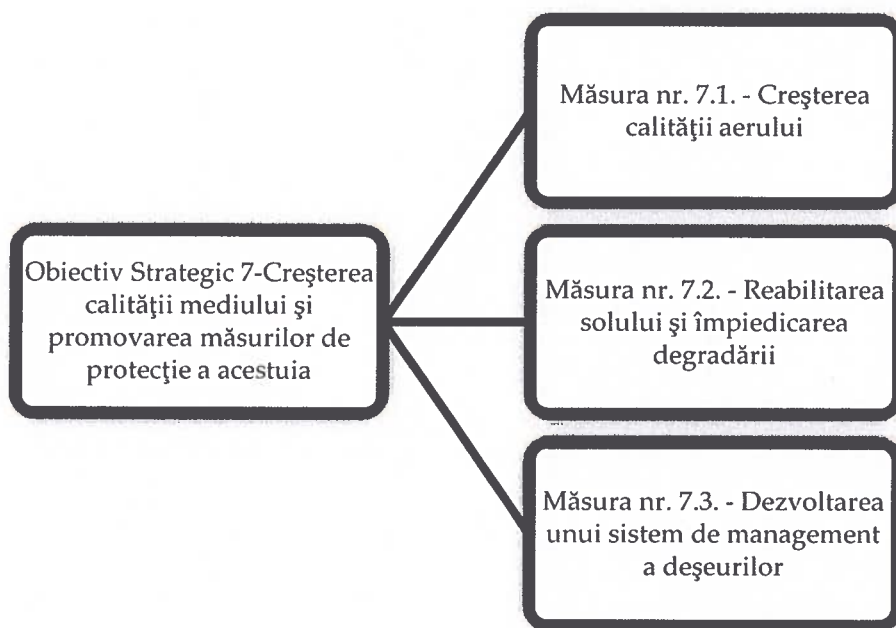 Măsura nr. 7.1. - Creşterea
calităţii aerului
Obiectiv Strategic 7-Creşterea
calităţii mediului şi
promovarea măsurilor de
protecţie a acestuia
Măsura nr. 7.2. - Reabilitarea
solului şi împiedicarea
degradării
Măsura nr. 7.3. - Dezvoltarea
unui sistem de management
a deşeurilor